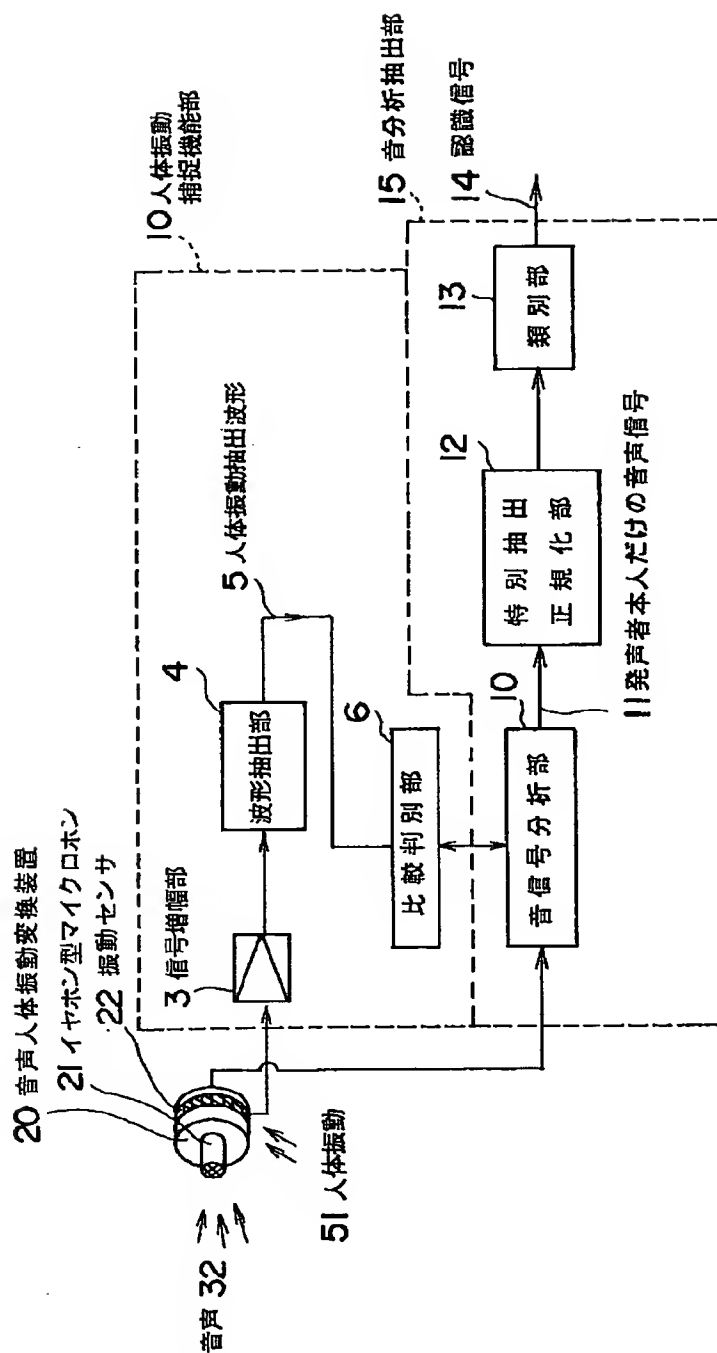 20 音声人体振動変換装置
21 イヤホン型マイクロホン
22 振動センサ
音声 32
51 人体振動
3 信号増幅部
4
波形抽出部
5 人体振動抽出波形
6
比較判別部
10 人体振動
捕捉機能部
10
音信号分析部
11 発声者本人だけの音声信号
12
特別抽出
正規化部
13
類別部
14 認識信号
15 音分析抽出部